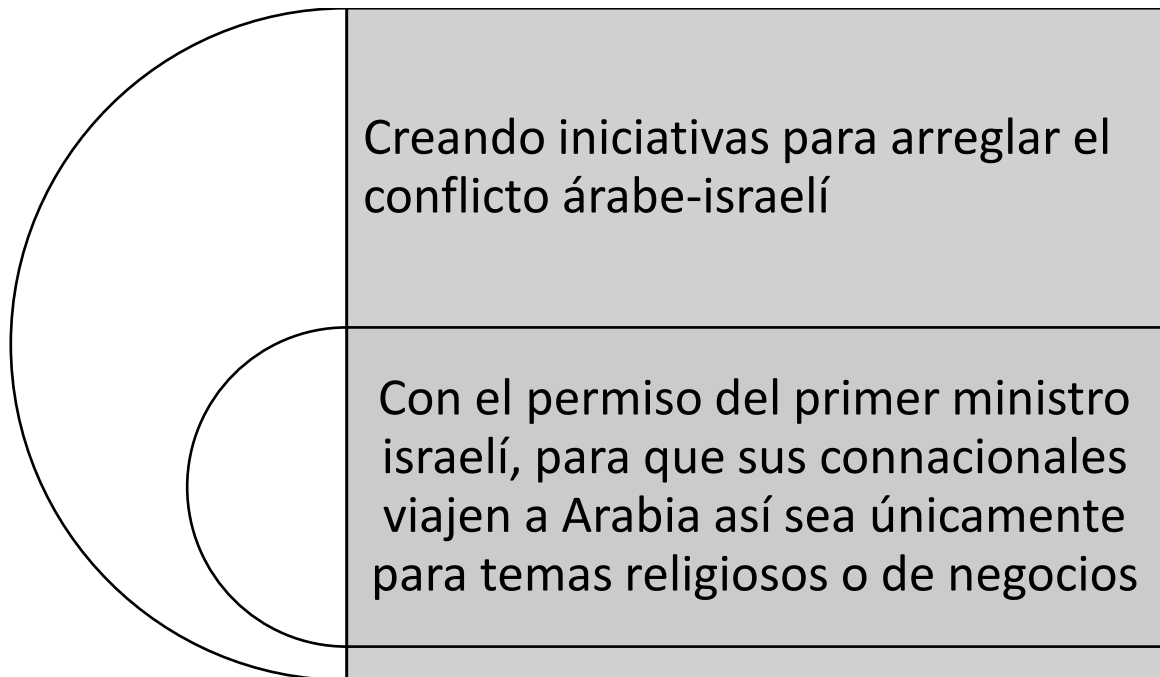 Creando iniciativas para arreglar el
conflicto árabe-israelí
Con el permiso del primer ministro
israelí, para que sus connacionales
viajen a Arabia así sea únicamente
para temas religiosos o de negocios